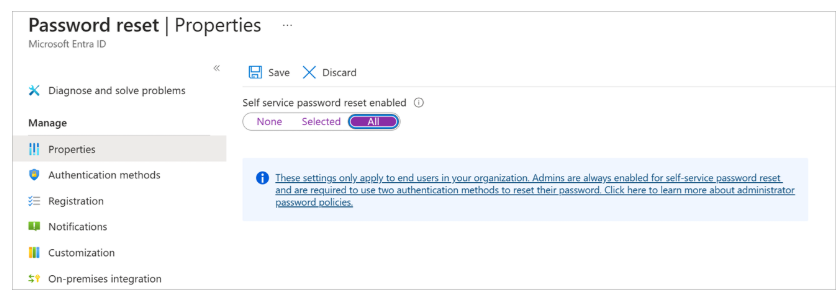 Password reset | Properties ...
Microsoft Entra ID
«
Save Discard
Diagnose and solve problems
Self service password reset enabled
None Selected All
Manage
Properties
Authentication methods
These settings only apply to end users in your organization. Admins are always enabled for self-service password reset
and are required to use two authentication methods to reset their password. Click here to learn more about administrator
password policies.
Registration
Notifications
Customization
On-premises integration